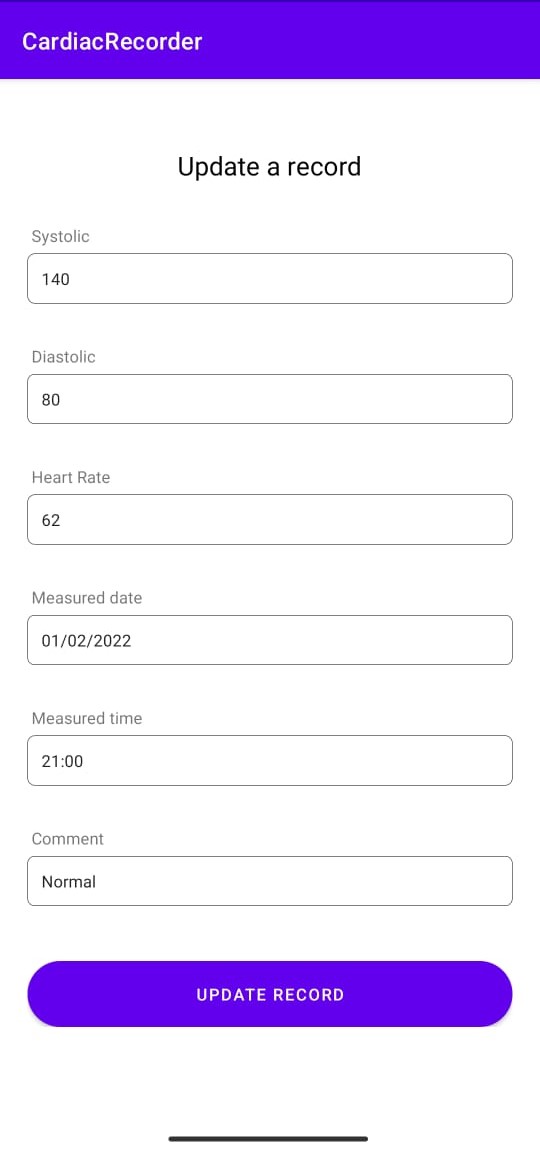 CardiacRecorder
Update a record
Systolic
140
Diastolic
80
Heart Rate
62
Measured date
01/02/2022
Measured time
21:00
Comment
Normal
UPDATE RECORD